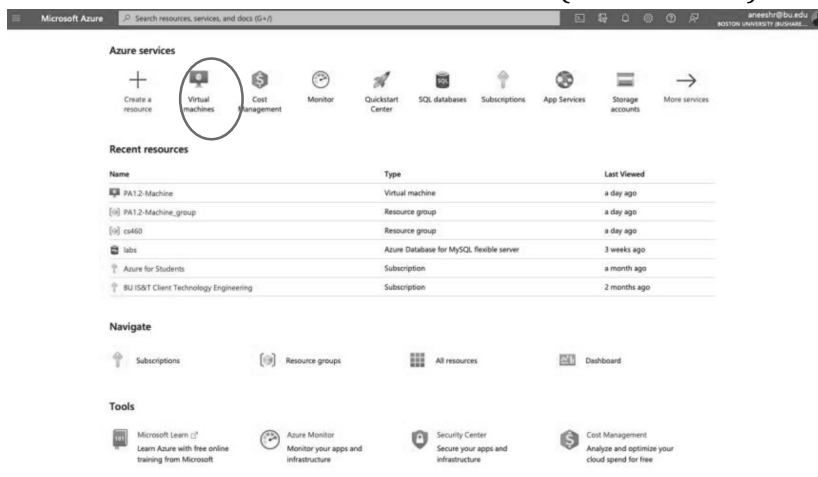 Microsoft Azure
Search resources, services, and docs (G+/)
aneeshr@bu.edu
BOSTON UNIVERSITY (BUSHARE...
Azure services
Create a resource
Virtual machines
Cost Management
Monitor
Quickstart Center
SQL databases
Subscriptions
App Services
Storage accounts
More services
Recent resources
Name Type Last Viewed
PA1.2-Machine Virtual machine a day ago
PA1.2-Machine_group Resource group a day ago
cs460 Resource group a day ago
labs Azure Database for MySQL flexible server 3 weeks ago
Azure for Students Subscription a month ago
BU IS&T Client Technology Engineering Subscription 2 months ago
Navigate
Subscriptions Resource groups All resources Dashboard
Tools
Microsoft Learn
Learn Azure with free online
training from Microsoft
Azure Monitor
Monitor your apps and
infrastructure
Security Center
Secure your apps and
infrastructure
Cost Management
Analyze and optimize your
cloud spend for free